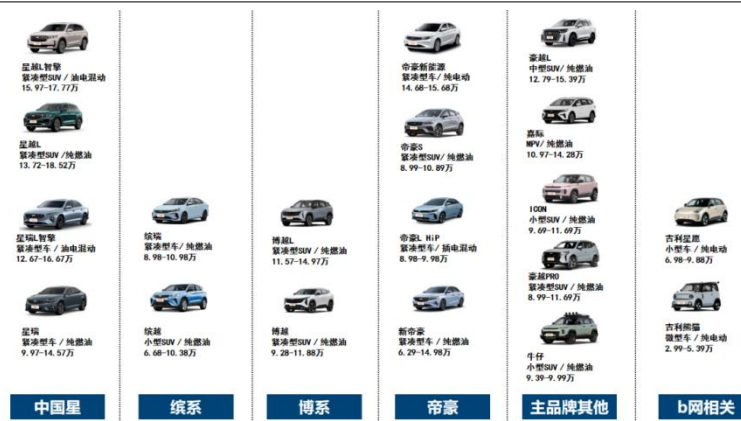 星越L智擎
紧凑型SUV / 油电混动
15.97-17.77万
星越L
紧凑型SUV /纯燃油
13.72-18.52万
星瑞L智擎
紧凑型车 / 油电混动
12.67-16.67万
星瑞
紧凑型车 / 纯燃油
9.97-14.57万
中国星
缤瑞
紧凑型车/ 纯燃油
8.98-10.98万
缤越
小型SUV / 纯燃油
6.68-10.38万
缤系
博越L
紧凑型SUV / 纯燃油
11.57-14.97万
博越
紧凑型SUV / 纯燃油
9.28-11.88万
博系
帝豪新能源
紧凑型车/ 纯电动
14.68-15.68万
帝豪S
紧凑型SUV/ 纯燃油
8.99-10.89万
帝豪L HiP
紧凑型车/ 插电混动
8.98-9.98万
新帝豪
紧凑型车 / 纯燃油
6.29-14.98万
帝豪
豪越L
中型SUV/ 纯燃油
12.79-15.39万
嘉际
MPV/ 纯燃油
10.97-14.28万
ICON
小型SUV / 纯燃油
9.69-11.69万
豪越PRO
紧凑型SUV / 纯燃油
8.99-11.69万
牛仔
小型SUV / 纯燃油
9.39-9.99万
主品牌其他
吉利星愿
小型车 / 纯电动
6.98-9.88万
吉利熊猫
微型车 / 纯电动
2.99-5.39万
b网相关